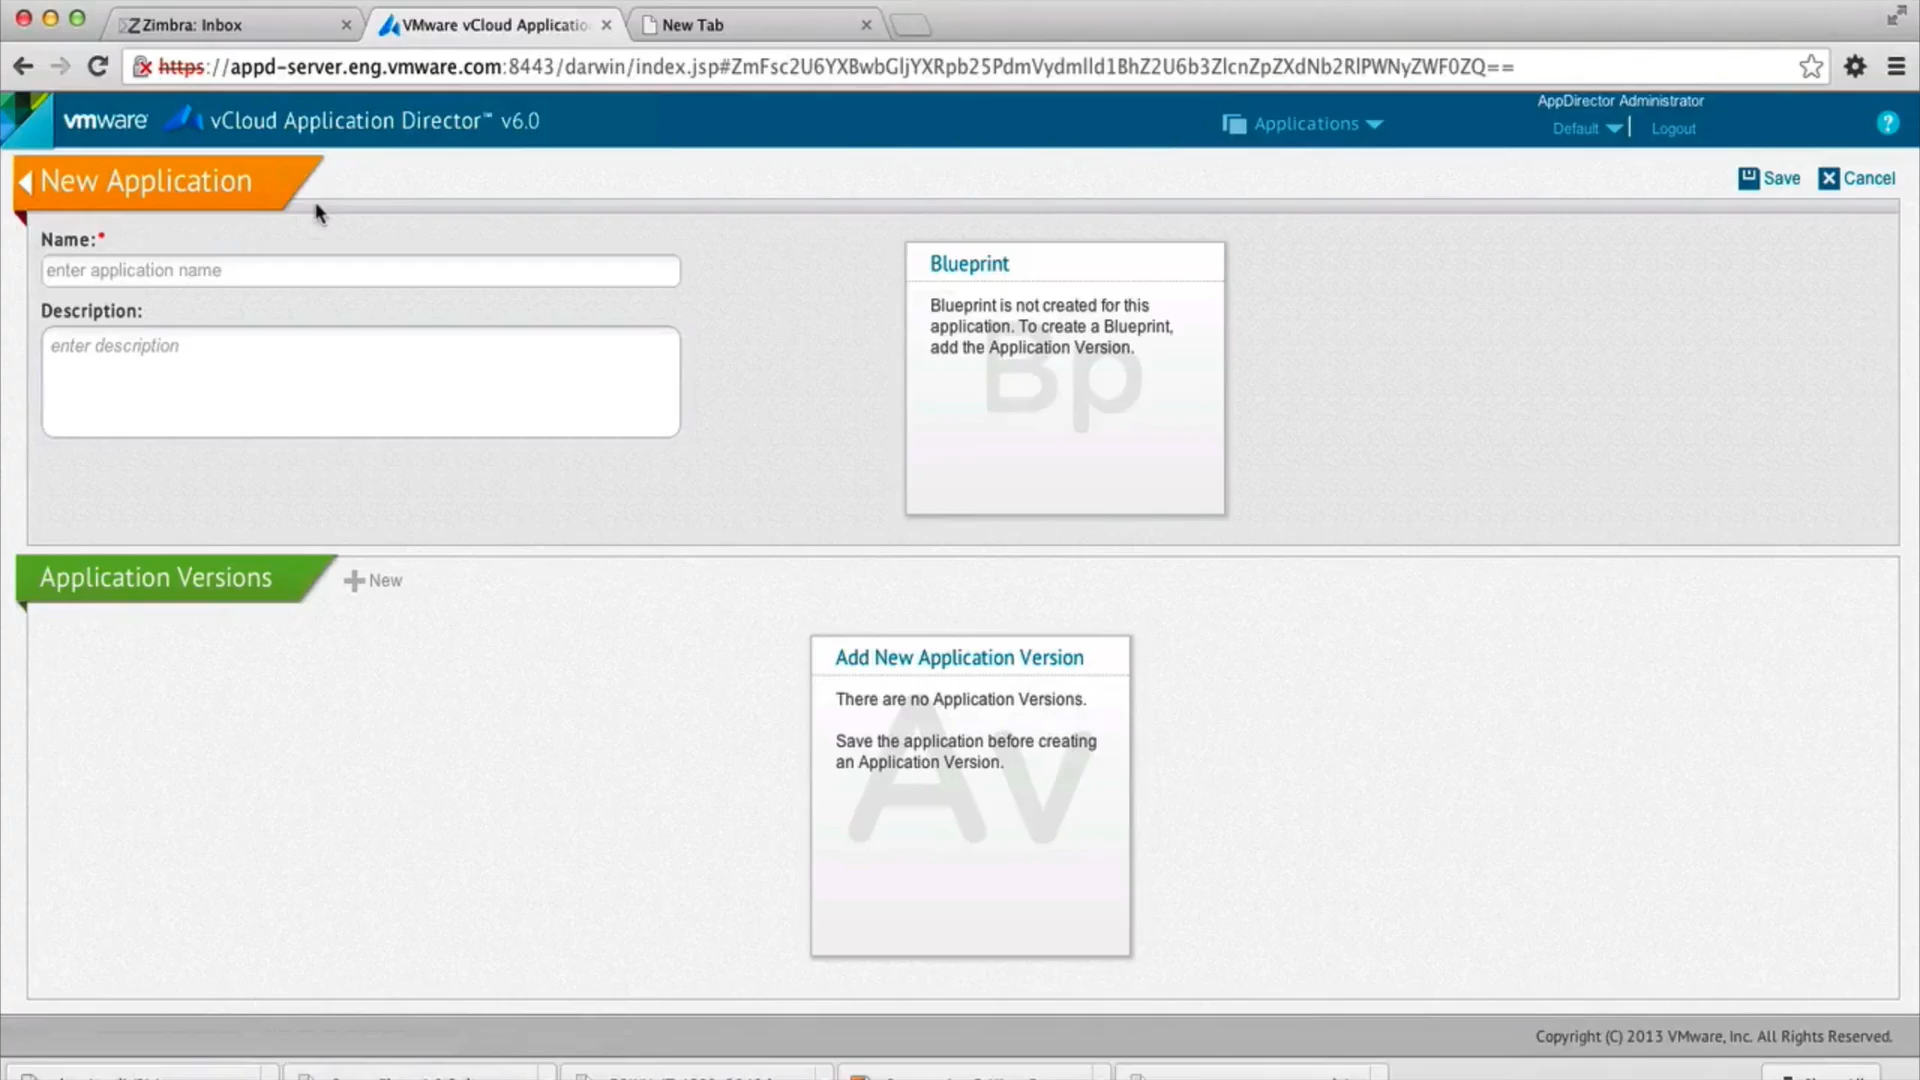 Zimbra: Inbox
VMware vCloud Applicatio
New Tab
https://appd-server.eng.vmware.com:8443/darwin/index.jsp#ZmFsc2U6YXBwbGljYXRpb25PdmVydmlld1BhZ2U6b3ZlcnZpZXdNb2RlPWNyZWF0ZQ==
vmware vCloud Application Director™ v6.0
Applications
AppDirector Administrator
Default
Logout
?
New Application
Save
Cancel
Name:*
enter application name
Description:
enter description
Blueprint
Blueprint is not created for this
application. To create a Blueprint,
add the Application Version.
Bp
Application Versions
New
Add New Application Version
There are no Application Versions.
Save the application before creating
an Application Version.
Av
Copyright (C) 2013 VMware, Inc. All Rights Reserved.